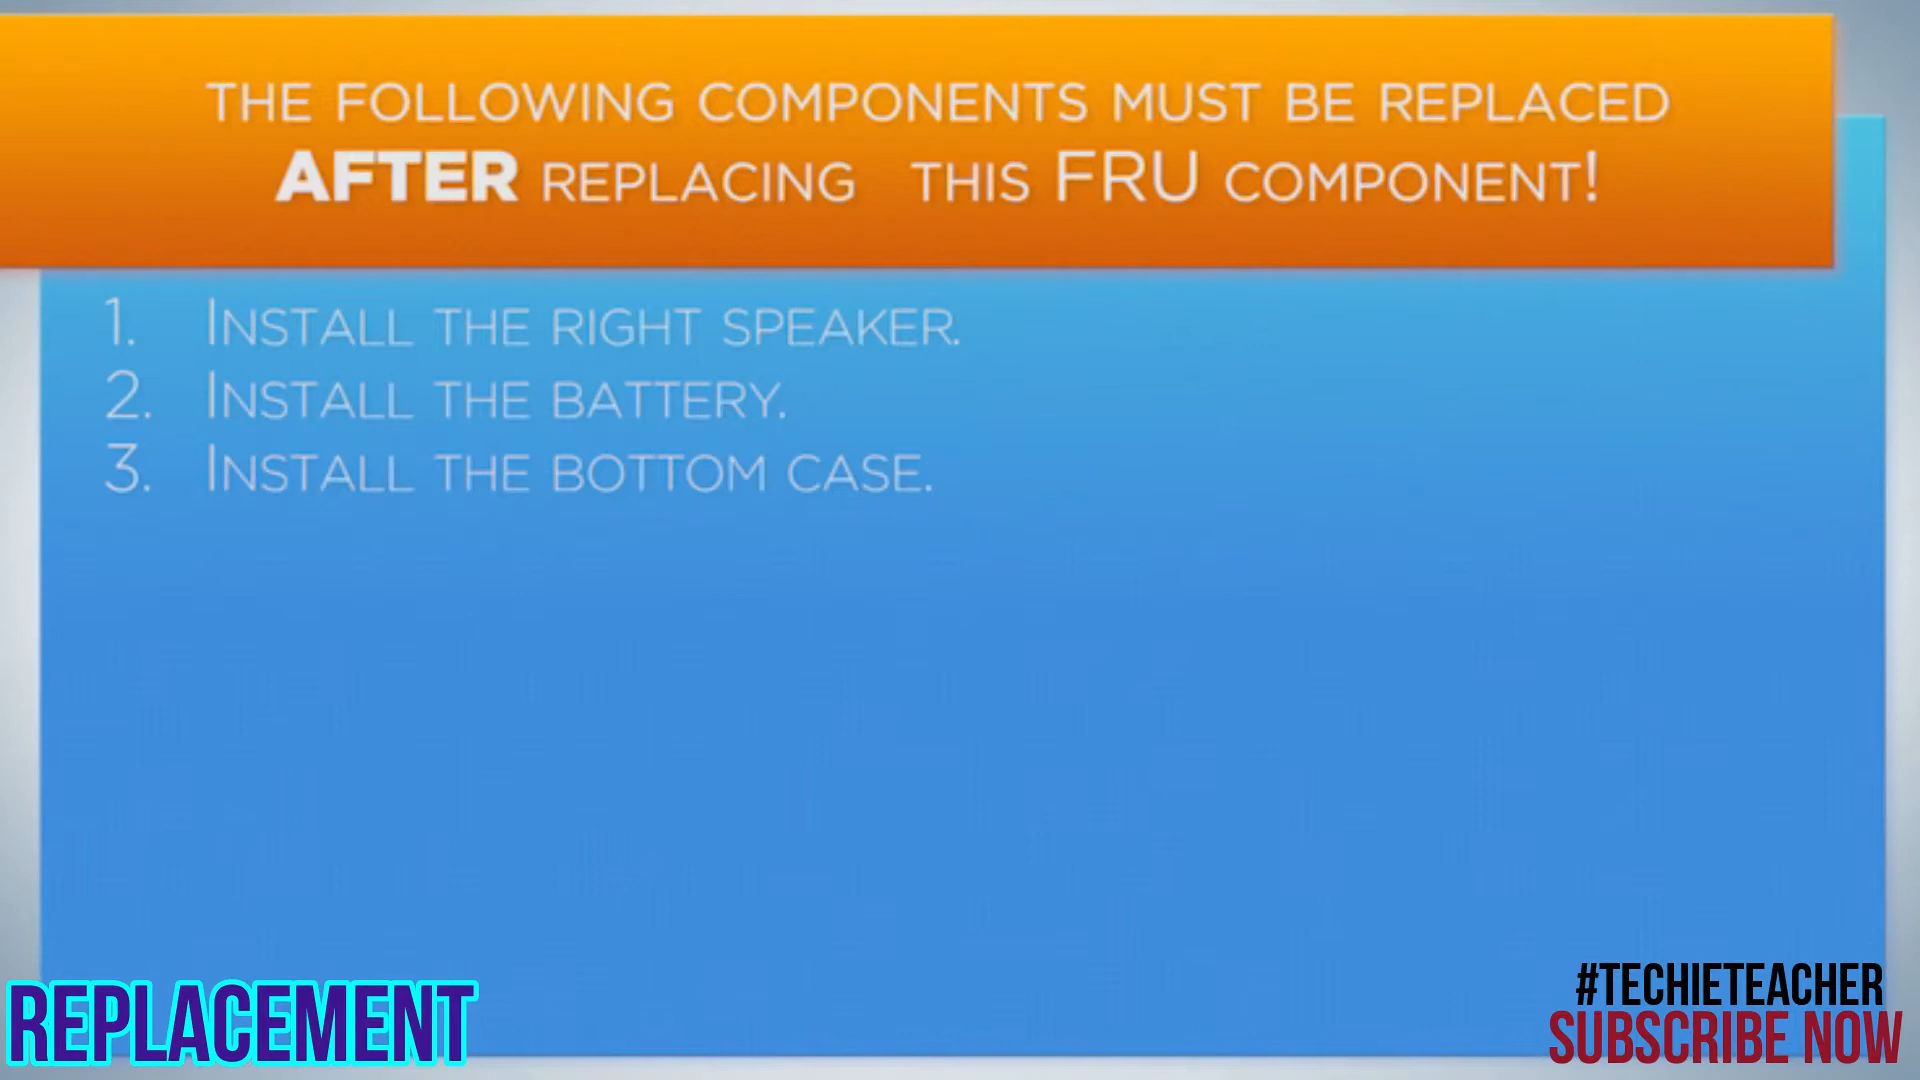 THE FOLLOWING COMPONENTS MUST BE REPLACED
AFTER REPLACING THIS FRU COMPONENT!
1. INSTALL THE RIGHT SPEAKER.
2. INSTALL THE BATTERY.
3. INSTALL THE BOTTOM CASE.
REPLACEMENT
#TECHIETEACHER
SUBSCRIBE NOW